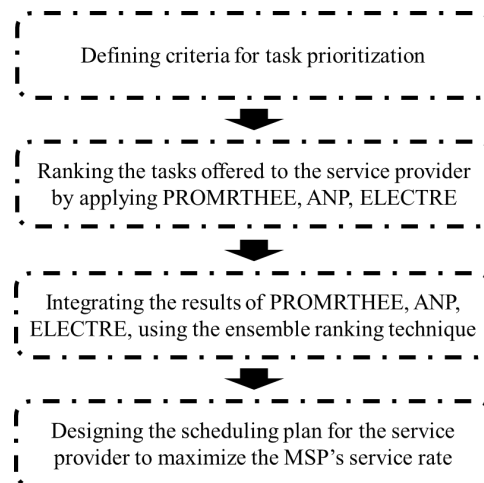 Defining criteria for task prioritization
Ranking the tasks offered to the service provider
by applying PROMRTHEE, ANP, ELECTRE
Integrating the results of PROMRTHEE, ANP,
ELECTRE, using the ensemble ranking technique
Designing the scheduling plan for the service
provider to maximize the MSP's service rate